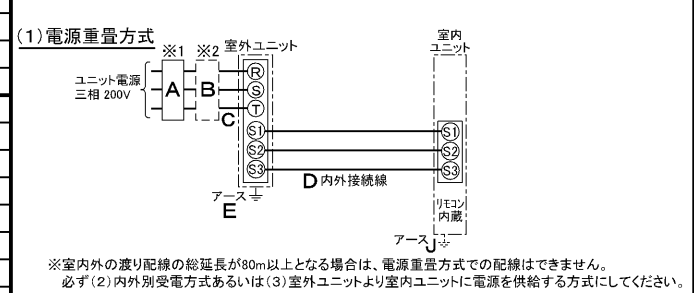 (1)電源重畳方式
※1 ※2 室外ユニット
室内
ユニット
ユニット電源
三相 200V
A B
R
S
T
C
S1 S1
S2 S2
S3 S3
D 内外接続線
アース
E
リモコン
内蔵
アース J
※室内外の渡り配線の総延長が80m以上となる場合は、電源重畳方式での配線はできません。
必ず(2)内外別受電方式あるいは(3)室外ユニットより室内ユニットに電源を供給する方式にしてください。